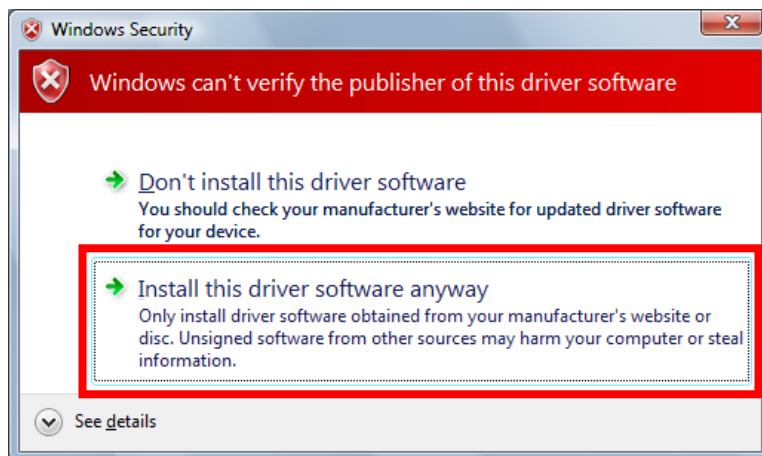 Windows Security
Windows can't verify the publisher of this driver software
Don't install this driver software
You should check your manufacturer's website for updated driver software
for your device.
Install this driver software anyway
Only install driver software obtained from your manufacturer's website or
disc. Unsigned software from other sources may harm your computer or steal
information.
See details